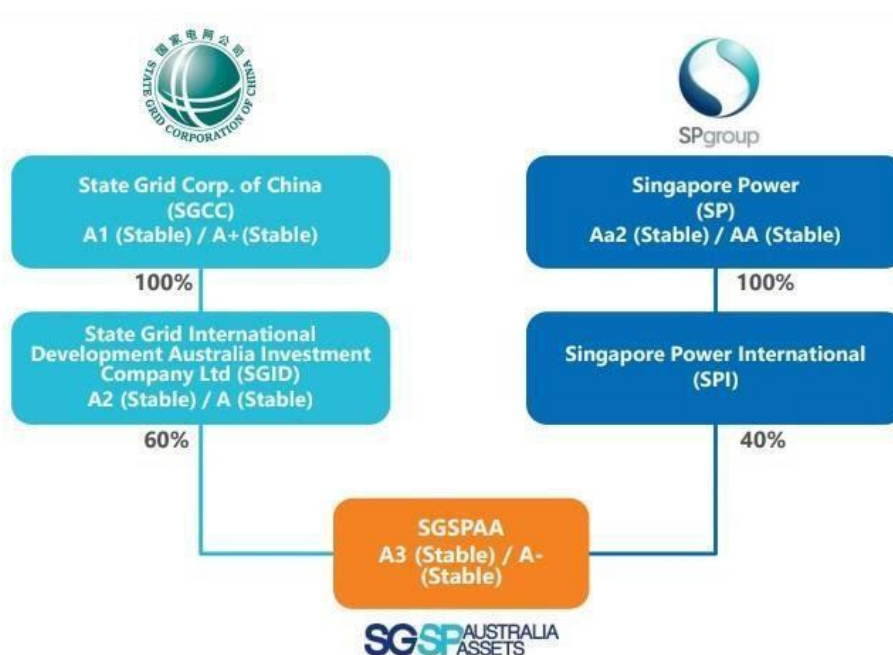 国家电网公司
STATE GRID CORPORATION OF CHINA
SPgroup
State Grid Corp. of China
(SGCC)
A1 (Stable) / A+(Stable)
Singapore Power
(SP)
Aa2 (Stable) / AA (Stable)
100%
100%
State Grid International
Development Australia Investment
Company Ltd (SGID)
A2 (Stable) / A (Stable)
Singapore Power International
(SPI)
60%
40%
SGSPAA
A3 (Stable) / A-
(Stable)
SGSP AUSTRALIA
ASSETS